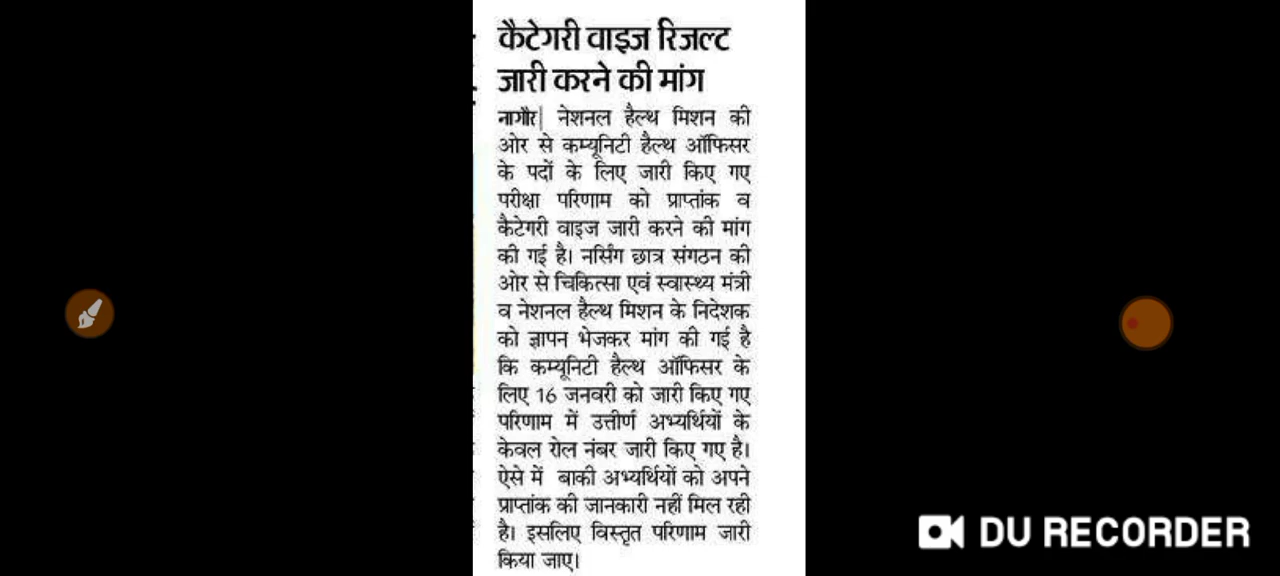 कैटेगरी वाइज रिजल्ट
जारी करने की मांग
नागौर| नेशनल हैल्थ मिशन की
ओर से कम्यूनिटी हैल्थ ऑफिसर
के पदों के लिए जारी किए गए
परीक्षा परिणाम को प्राप्तांक व
कैटेगरी वाइज जारी करने की मांग
की गई है। नर्सिंग छात्र संगठन की
ओर से चिकित्सा एवं स्वास्थ्य मंत्री
व नेशनल हैल्थ मिशन के निदेशक
को ज्ञापन भेजकर मांग की गई है
कि कम्यूनिटी हैल्थ ऑफिसर के
लिए 16 जनवरी को जारी किए गए
परिणाम में उत्तीर्ण अभ्यर्थियों के
केवल रोल नंबर जारी किए गए है।
ऐसे में बाकी अभ्यर्थियों को अपने
प्राप्तांक की जानकारी नहीं मिल रही
है। इसलिए विस्तृत परिणाम जारी
किया जाए।
DU RECORDER